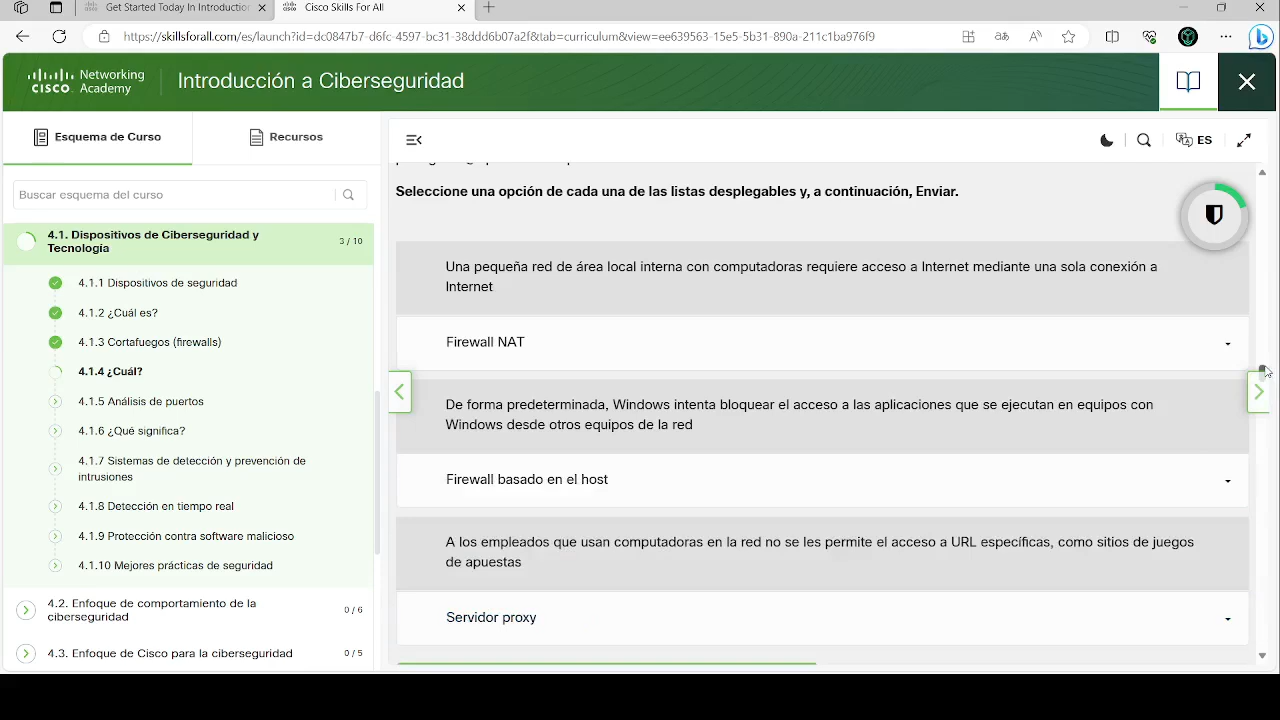 Get Started Today In Introduction
Cisco Skills For All
https://skillsforall.com/es/launch?id=dc0847b7-d6fc-4597-bc31-38ddd6b07a2f&tab=curriculum&view=ee639563-15e5-5b31-890a-211c1ba976f9
CISCO
Networking
Academy
Introducción a Ciberseguridad
Esquema de Curso
Recursos
ES
Buscar esquema del curso
4.1. Dispositivos de Ciberseguridad y
Tecnología
3 / 10
4.1.1 Dispositivos de seguridad
4.1.2 ¿Cuál es?
4.1.3 Cortafuegos (firewalls)
4.1.4 ¿Cuál?
4.1.5 Análisis de puertos
4.1.6 ¿Qué significa?
4.1.7 Sistemas de detección y prevención de
intrusiones
4.1.8 Detección en tiempo real
4.1.9 Protección contra software malicioso
4.1.10 Mejores prácticas de seguridad
4.2. Enfoque de comportamiento de la
ciberseguridad
0 / 6
4.3. Enfoque de Cisco para la ciberseguridad
0 / 5
Seleccione una opción de cada una de las listas desplegables y, a continuación, Enviar.
Una pequeña red de área local interna con computadoras requiere acceso a Internet mediante una sola conexión a
Internet
Firewall NAT
De forma predeterminada, Windows intenta bloquear el acceso a las aplicaciones que se ejecutan en equipos con
Windows desde otros equipos de la red
Firewall basado en el host
A los empleados que usan computadoras en la red no se les permite el acceso a URL específicas, como sitios de juegos
de apuestas
Servidor proxy